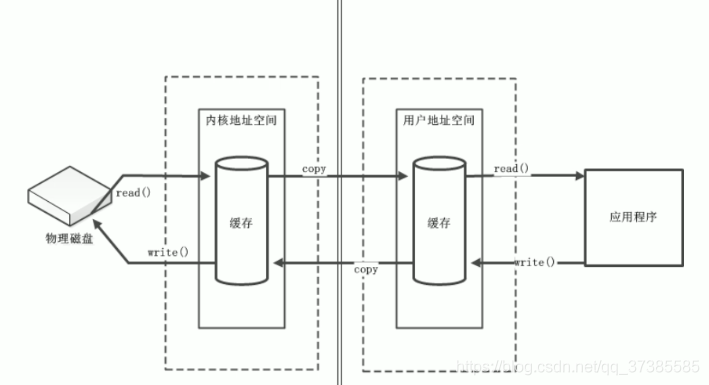 内核地址空间
用户地址空间
copy
read()
read()
应用程序
缓存
缓存
物理磁盘
write()
copy
write()
https://blog.csdn.net/qq_37385585